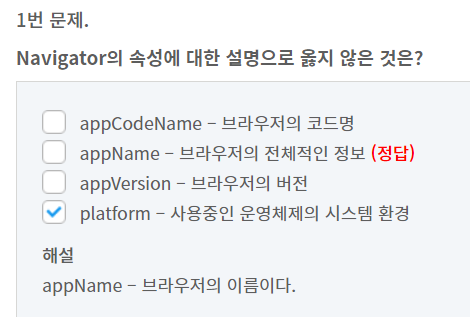 1번 문제.
Navigator의 속성에 대한 설명으로 옳지 않은 것은?
appCodeName – 브라우저의 코드명
appName – 브라우저의 전체적인 정보 (정답)
appVersion – 브라우저의 버전
platform – 사용중인 운영체제의 시스템 환경
해설
appName – 브라우저의 이름이다.